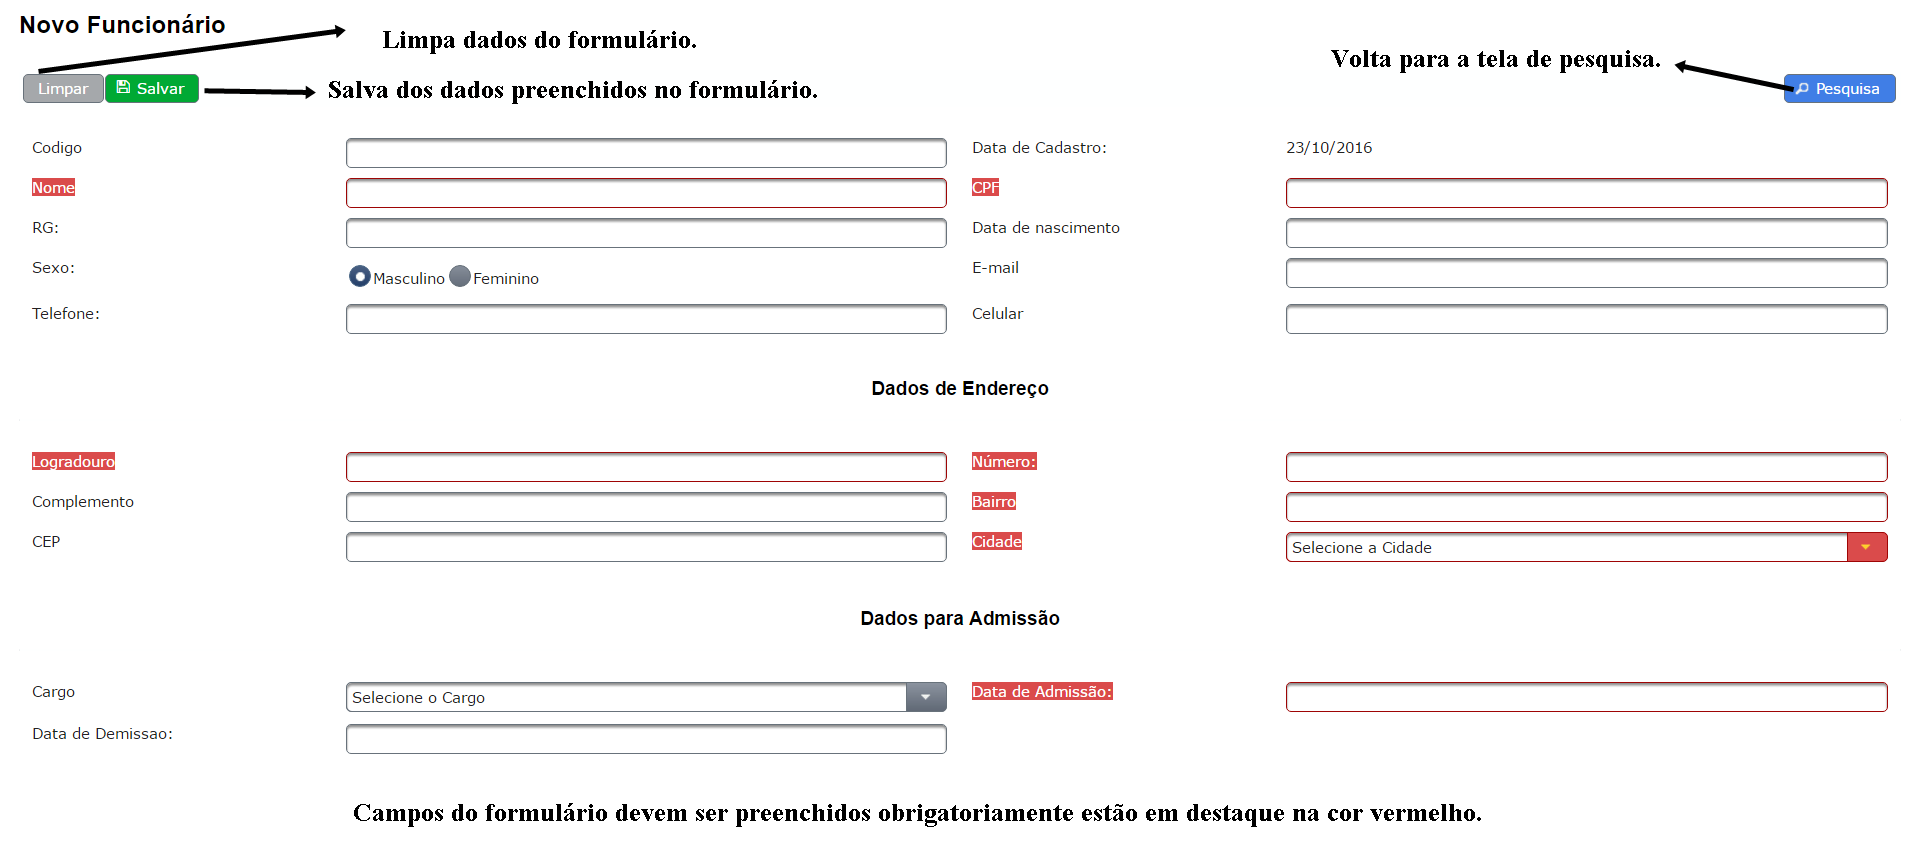 Novo Funcionário
Limpa dados do formulário.
Volta para a tela de pesquisa.
Limpar Salvar Salva dos dados preenchidos no formulário. Pesquisa
Codigo Data de Cadastro: 23/10/2016
Nome CPF
RG: Data de nascimento
Sexo: Masculino Feminino E-mail
Telefone: Celular
Dados de Endereço
Logradouro Número:
Complemento Bairro
CEP Cidade Selecione a Cidade
Dados para Admissão
Cargo Selecione o Cargo Data de Admissão:
Data de Demissao:
Campos do formulário devem ser preenchidos obrigatoriamente estão em destaque na cor vermelho.